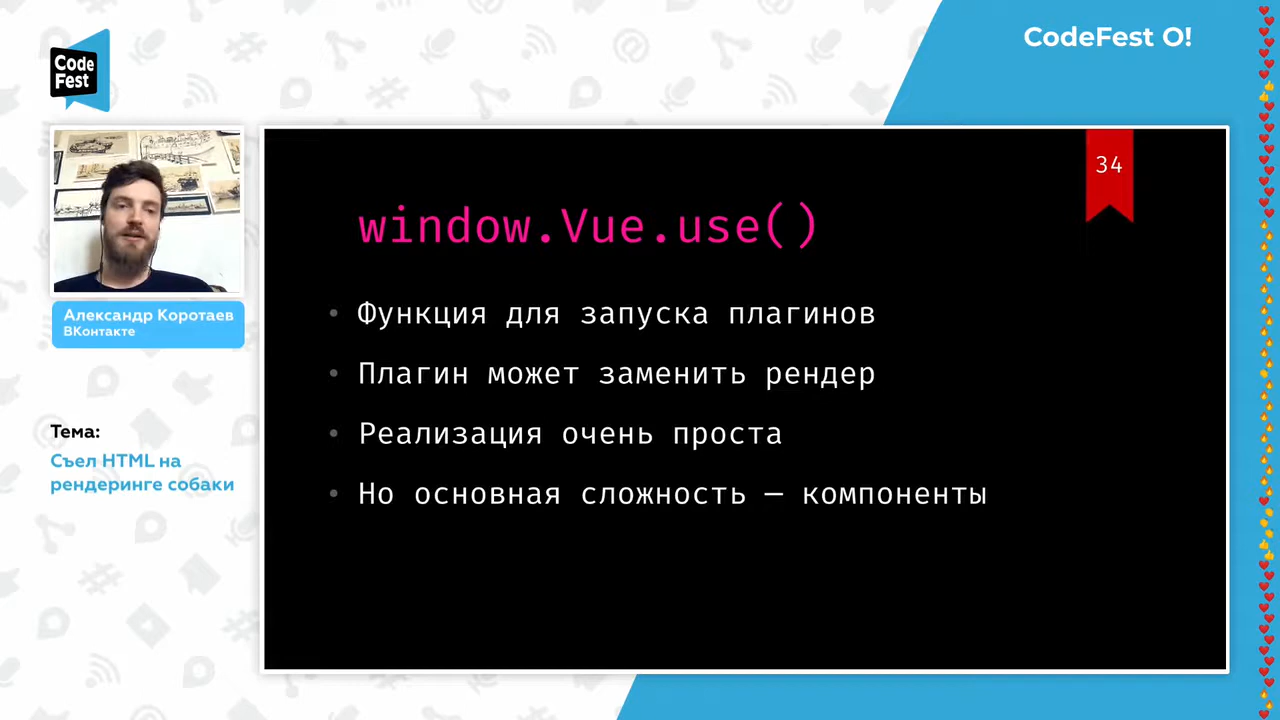 CodeFest O!
Code
Fest
34
window.Vue.use()
• Функция для запуска плагинов
• Плагин может заменить рендер
• Реализация очень проста
• Но основная сложность — компоненты
Александр Коротаев
ВКонтакте
Тема:
Съел HTML на
рендеринге собаки